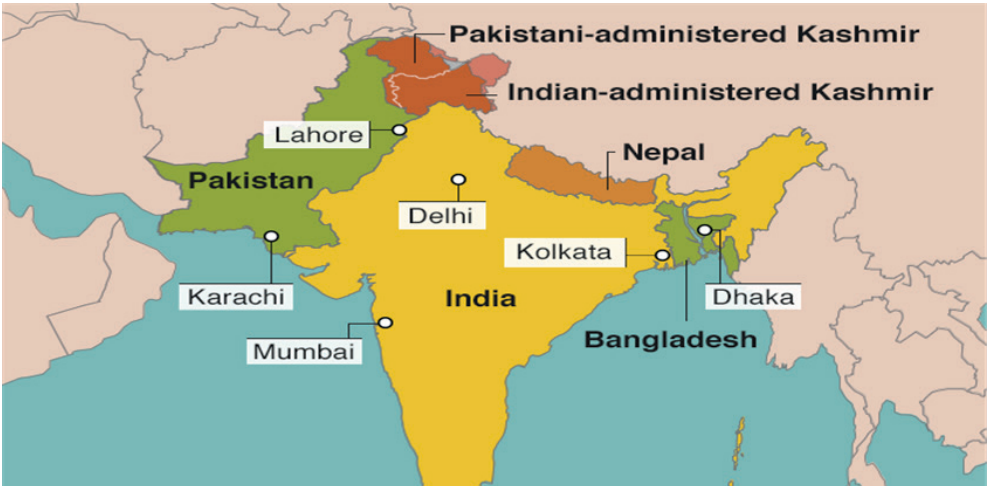 Pakistani-administered Kashmir
Indian-administered Kashmir
Lahore
Nepal
Pakistan
Delhi
Kolkata
Karachi
India
Dhaka
Bangladesh
Mumbai